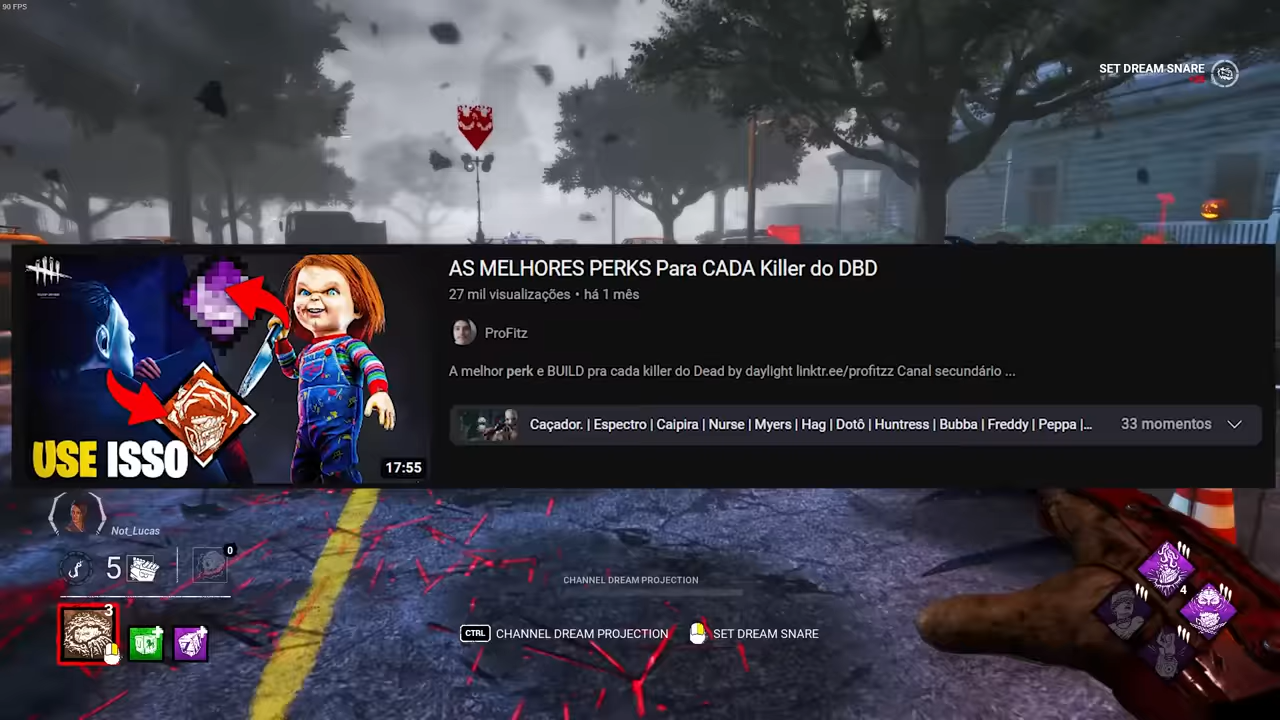 90 FPS
SET DREAM SNARE
AS MELHORES PERKS Para CADA Killer do DBD
27 mil visualizações • há 1 mês
ProFitz
A melhor perk e BUILD pra cada killer do Dead by daylight linktr.ee/profitzz Canal secundário ...
Caçador. | Espectro | Caipira | Nurse | Myers | Hag | Dotô | Huntress | Bubba | Freddy | Peppa |...
33 momentos
USE ISSO
17:55
Not_Lucas
0
5
CHANNEL DREAM PROJECTION
4
3
CTRL CHANNEL DREAM PROJECTION SET DREAM SNARE